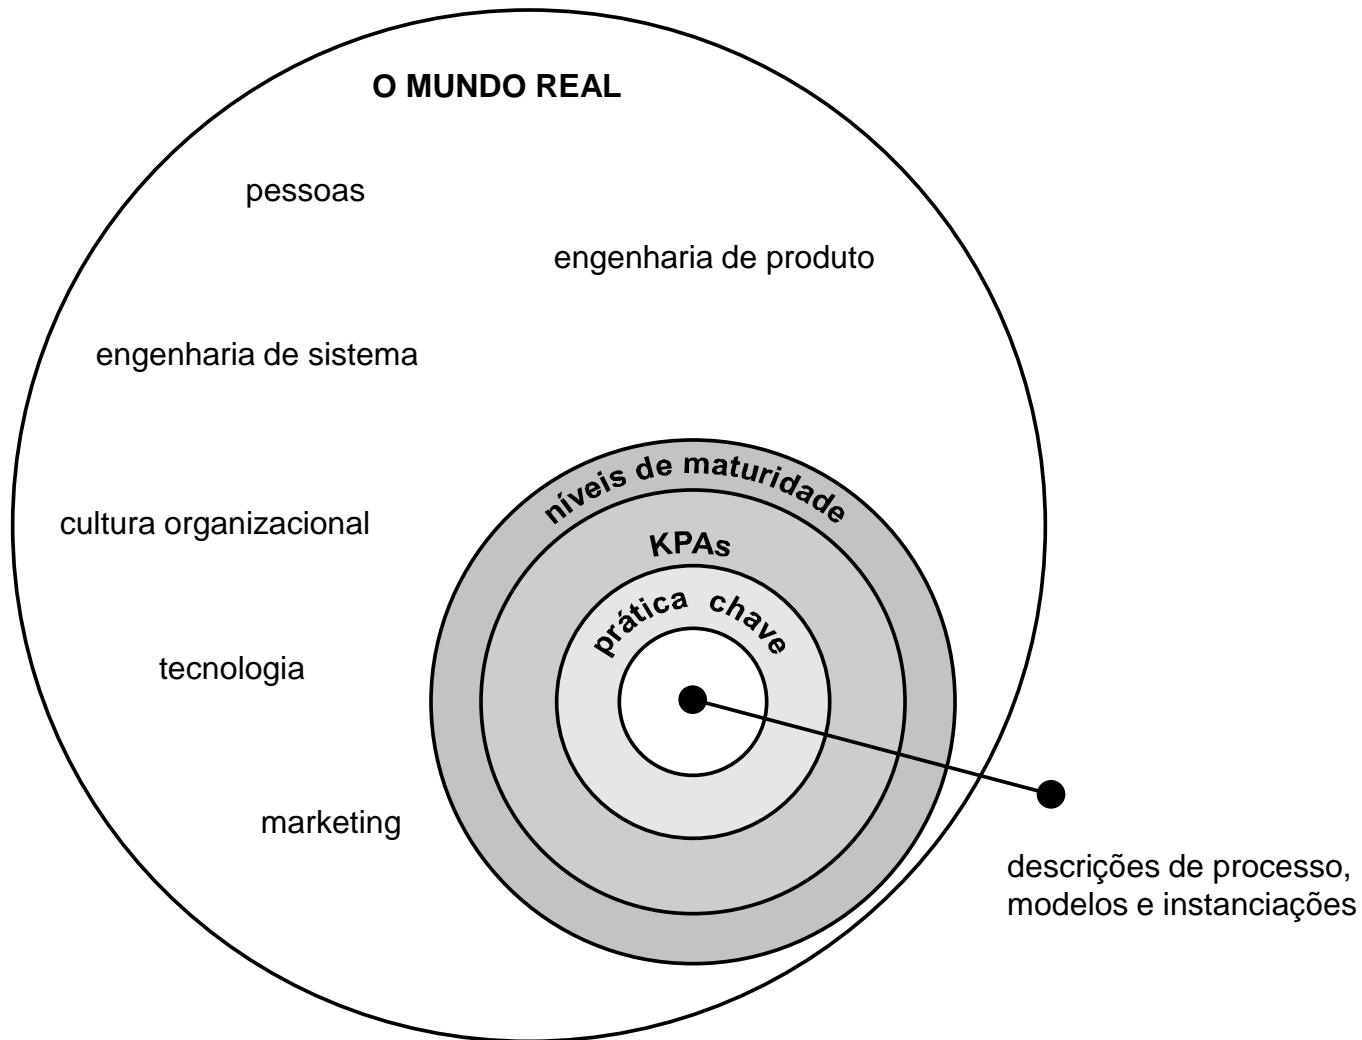 O MUNDO REAL
pessoas
engenharia de produto
engenharia de sistema
níveis de maturidade
cultura organizacional
KPAs
prática chave
tecnologia
marketing
descrições de processo,
modelos e instanciações